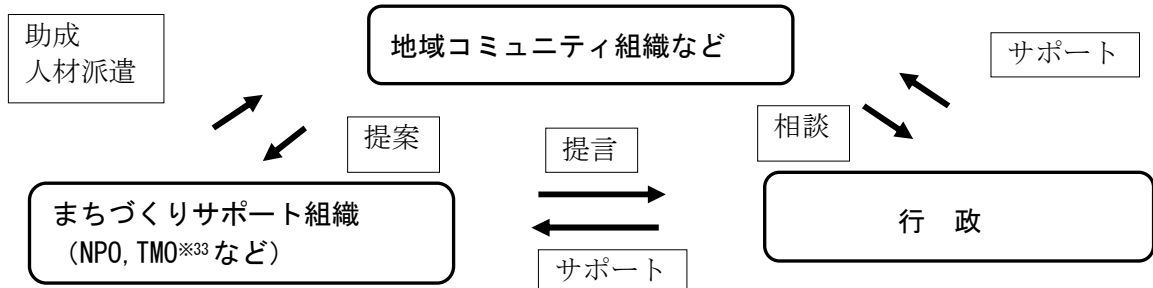 助成
人材派遣
地域コミュニティ組織など
サポート
提案
提言
相談
まちづくりサポート組織
（NPO,TMO※33など）
行　政
サポート